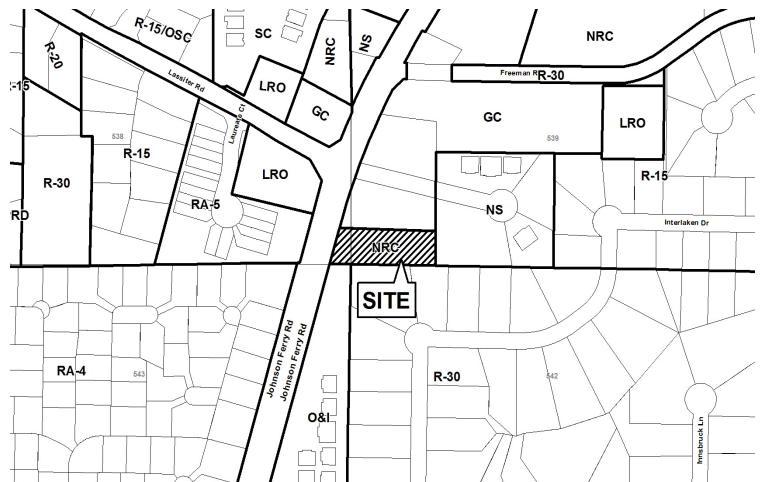 R-15/OSC
SC
NRC
NS
NRC
R-20
Lassiter Rd
LRO
Freeman R
R-30
R-15
GC
GC
LRO
Laureate Ct
538
539
R-15
LRO
R-30
R-15
RA-5
NS
RD
Interlaken Dr
NRC
SITE
Johnson Ferry Rd
Johnson Ferry Rd
RA-4
543
R-30
542
O&I
Innsbruck Ln